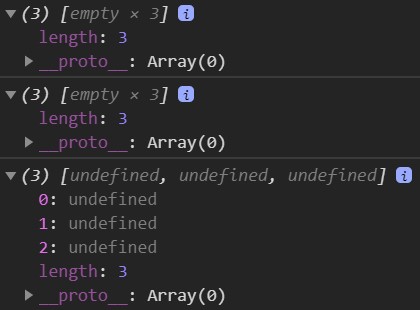 ▼(3) [empty × 3] i
length: 3
▶ __proto__: Array(0)
▼(3) [empty × 3] i
length: 3
▶ __proto__: Array(0)
▼(3) [undefined, undefined, undefined] i
0: undefined
1: undefined
2: undefined
length: 3
▶ __proto__: Array(0)